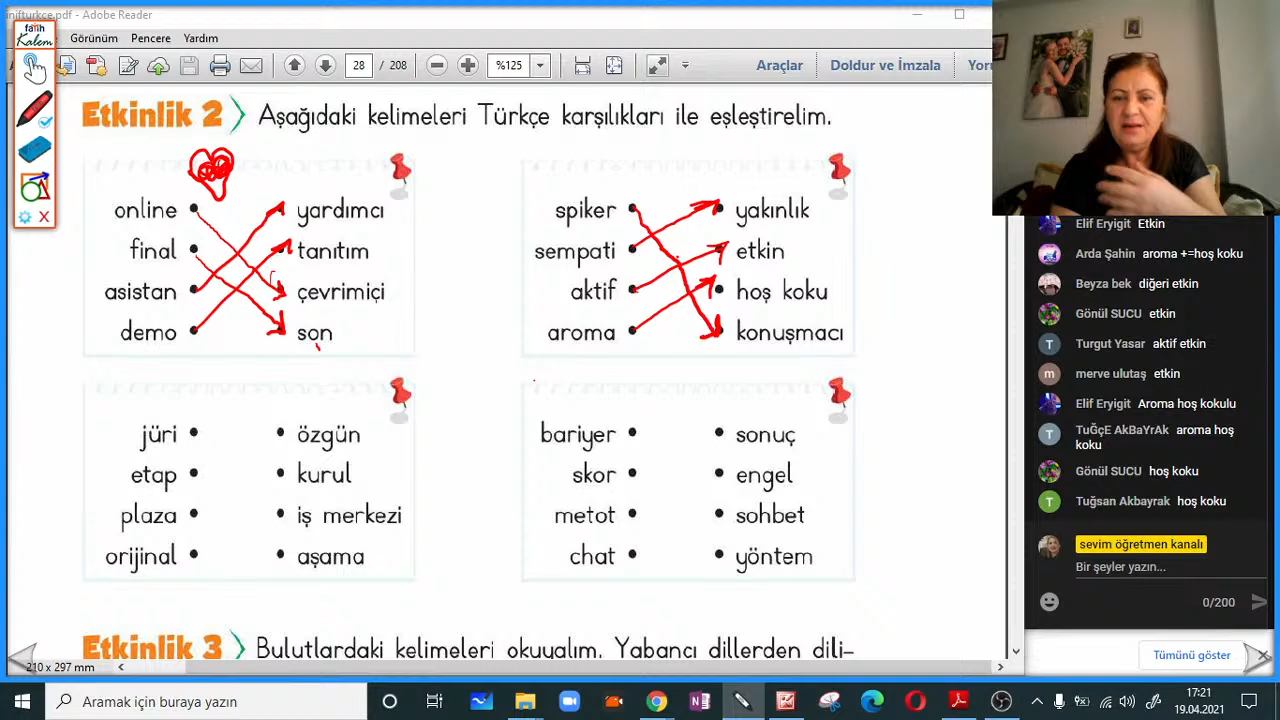 inifturkce.pdf - Adobe Reader
fatih
Kalem
Görünüm Pencere Yardım
28 / 208 %125 Araçlar Doldur ve İmzala
Etkinlik 2 Aşağıdaki kelimeleri Türkçe karşılıkları ile eşleştirelim.
online yardımcı
final tanıtım
asistan çevrimiçi
demo son
spiker yakınlık
sempati etkin
aktif hoş koku
aroma konuşmacı
jüri özgün
etap kurul
plaza iş merkezi
orijinal aşama
bariyer sonuç
skor engel
metot sohbet
chat yöntem
Etkinlik 3 Bulutlardaki kelimeleri okuyalım. Yabancı dillerden dili-
210 x 297 mm
Elif Eryigit Etkin
Arda Şahin aroma +=hoş koku
Beyza bek diğeri etkin
Gönül SUCU etkin
T Turgut Yasar aktif etkin
m merve ulutaş etkin
Elif Eryigit Aroma hoş kokulu
T TuĞçE AkBaYrAk aroma hoş
koku
Gönül SUCU hoş koku
T Tuğsan Akbayrak hoş koku
sevim öğretmen kanalı
Bir şeyler yazın...
0/200
Tümünü göster
Aramak için buraya yazın
17:21
19.04.2021